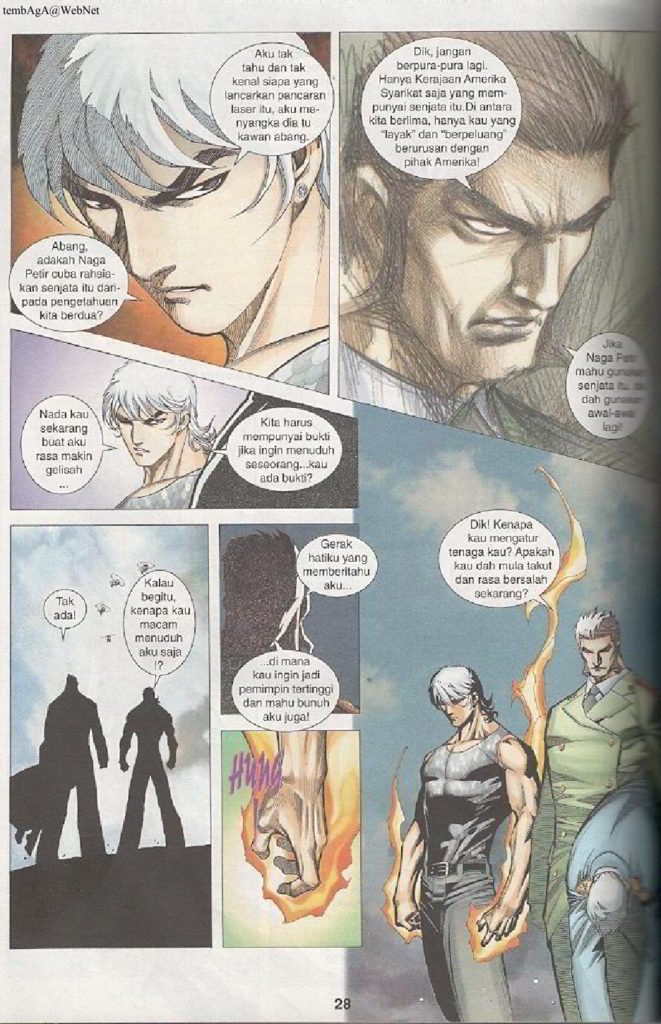 tembAgA@WebNet
Aku tak
tahu dan tak
kenal siapa yang
lancarkan pancaran
laser itu, aku me-
nyangka dia tu
kawan abang.
Abang,
adakah Naga
Petir cuba rahsia-
kan senjata itu dari-
pada pengetahuan
kita berdua?
Dik, jangan
berpura-pura lagi.
Hanya Kerajaan Amerika
Syarikat saja yang mem-
punyai senjata itu.Di antara
kita berlima, hanya kau yang
“layak” dan “berpeluang”
berurusan dengan
pihak Amerika!
Jika
Naga Petir
mahu gunakan
senjata itu, dia
dah gunakan
awal-awal
lagi!
Nada kau
sekarang
buat aku
rasa makin
gelisah
...
Kita harus
mempunyai bukti
jika ingin menuduh
seseorang...kau
ada bukti?
Tak
ada!
Kalau
begitu,
kenapa kau
macam
menuduh
aku saja
!?
Gerak
hatiku yang
memberitahu
aku...
...di mana
kau ingin jadi
pemimpin tertinggi
dan mahu bunuh
aku juga!
HUNG
Dik! Kenapa
kau mengatur
tenaga kau? Apakah
kau dah mula takut
dan rasa bersalah
sekarang?
28